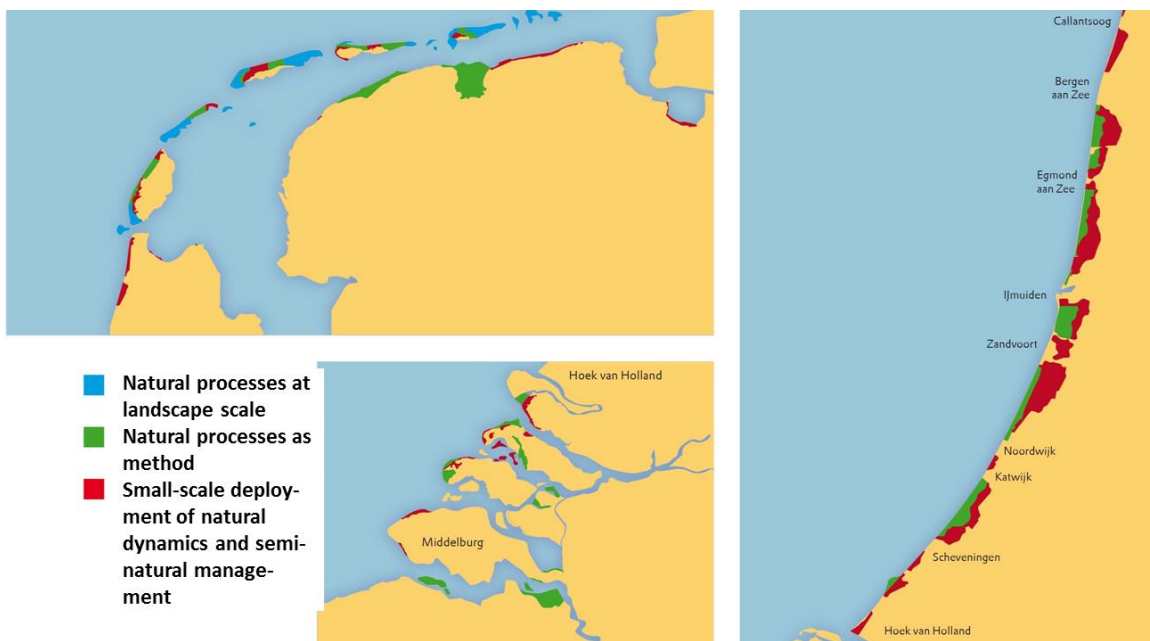 Natural processes at
landscape scale
Natural processes as
method
Small-scale deploy-
ment of natural
dynamics and semi-
natural manage-
ment
Hoek van Holland
Middelburg
Callantsoog
Bergen
aan Zee
Egmond
aan Zee
IJmuiden
Zandvoort
Noordwijk
Katwijk
Scheveningen
Hoek van Holland